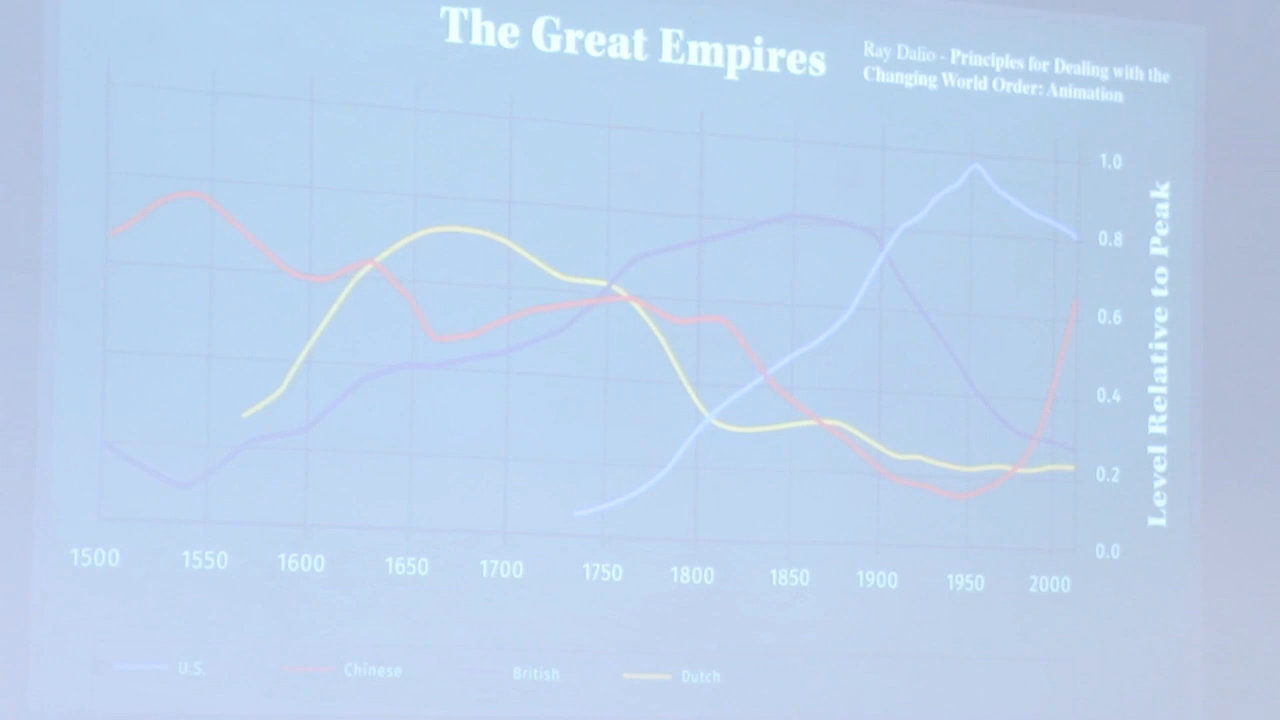 The Great Empires
Ray Dalio - Principles for Dealing with the
Changing World Order: Animation
1.0
0.8
0.6
0.4
0.2
0.0
Level Relative to Peak
1500 1550 1600 1650 1700 1750 1800 1850 1900 1950 2000
U.S. Chinese British Dutch